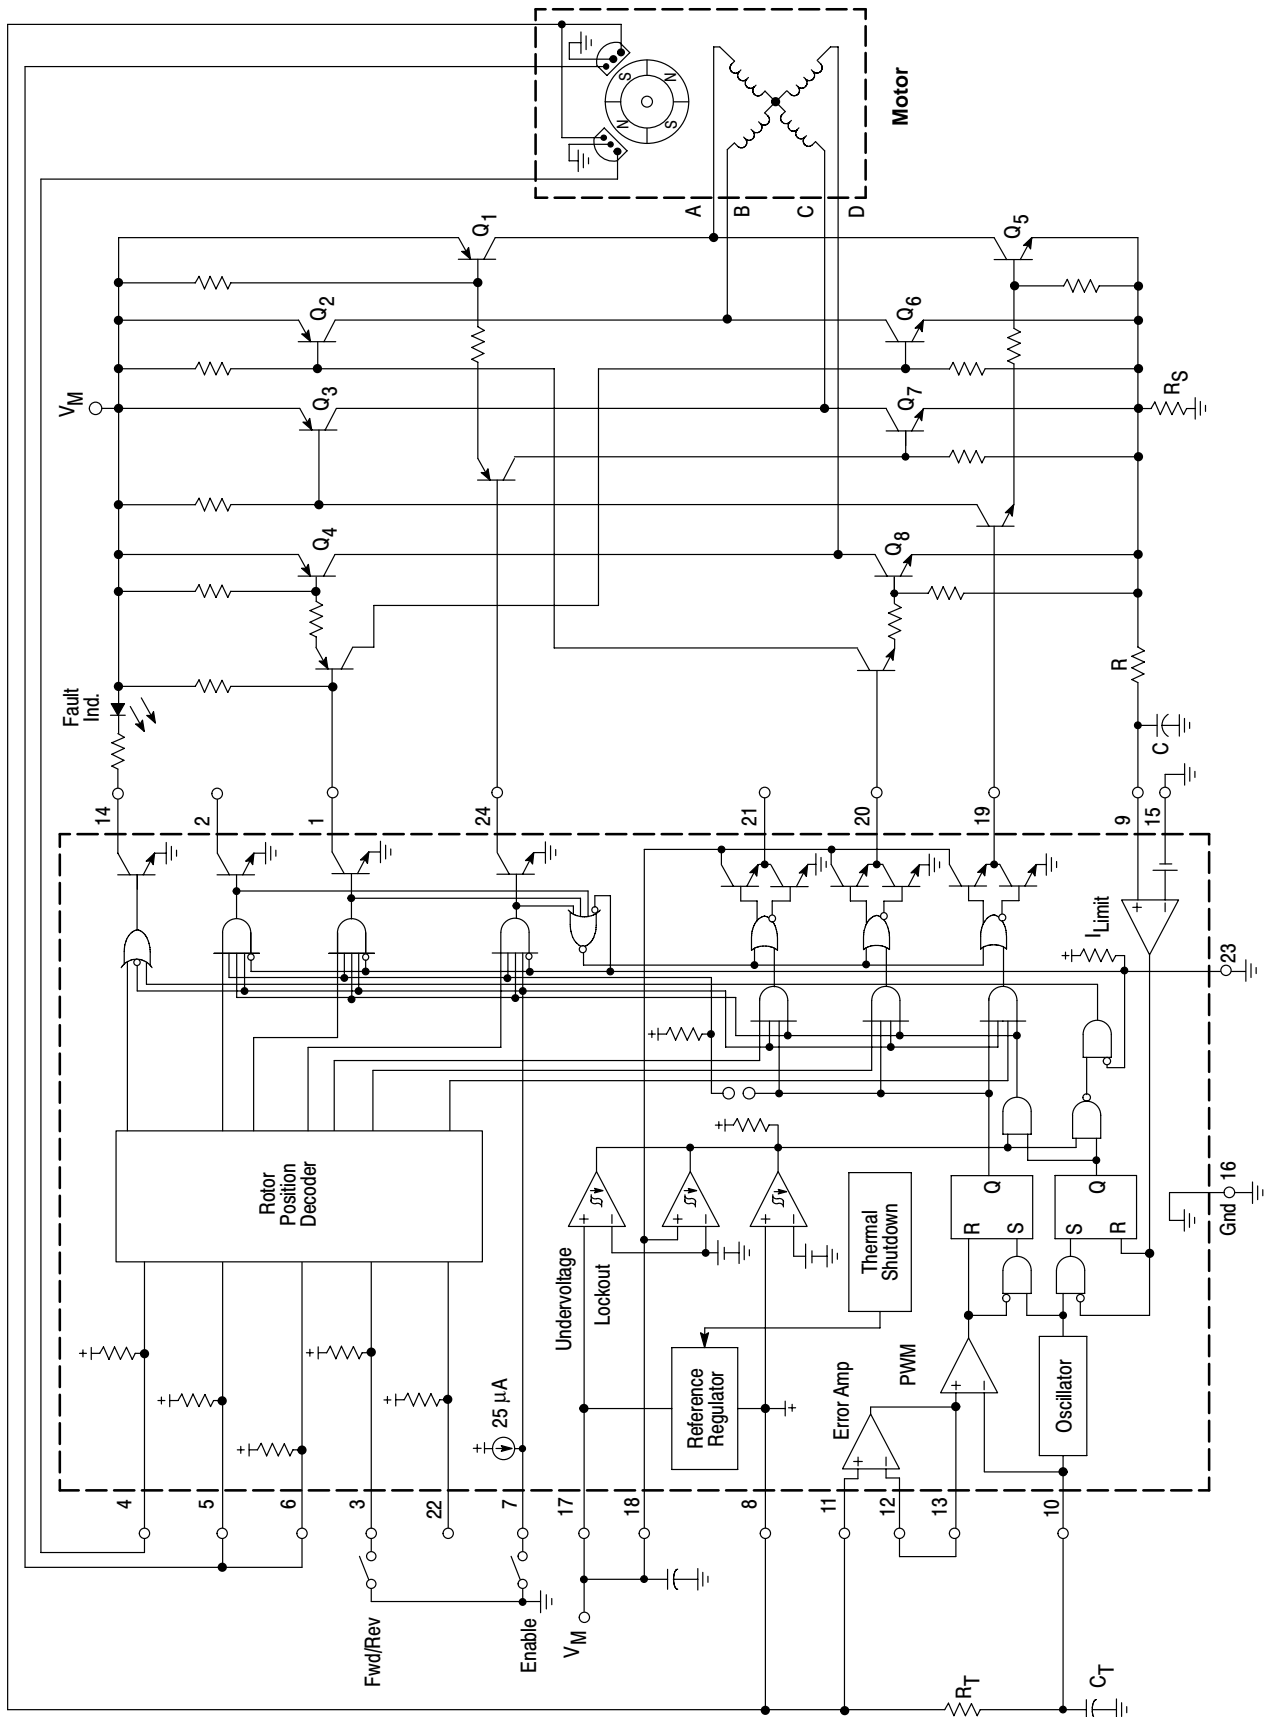 Motor
S
N
N
S
A
B
C
D
Q1
Q2
Q3
Q4
Q5
Q6
Q7
Q8
VM
RS
R
C
Fault
Ind.
14
2
1
24
21
20
19
9
15
ILimit
+
−
23
Gnd 16
Rotor
Position
Decoder
4
5
6
3
22
7
17
18
8
11
12
13
10
25 μA
Undervoltage
Lockout
Reference
Regulator
Thermal
Shutdown
Error Amp
PWM
Oscillator
R
S
Q
S
R
Q
Fwd/Rev
Enable
VM
RT
CT